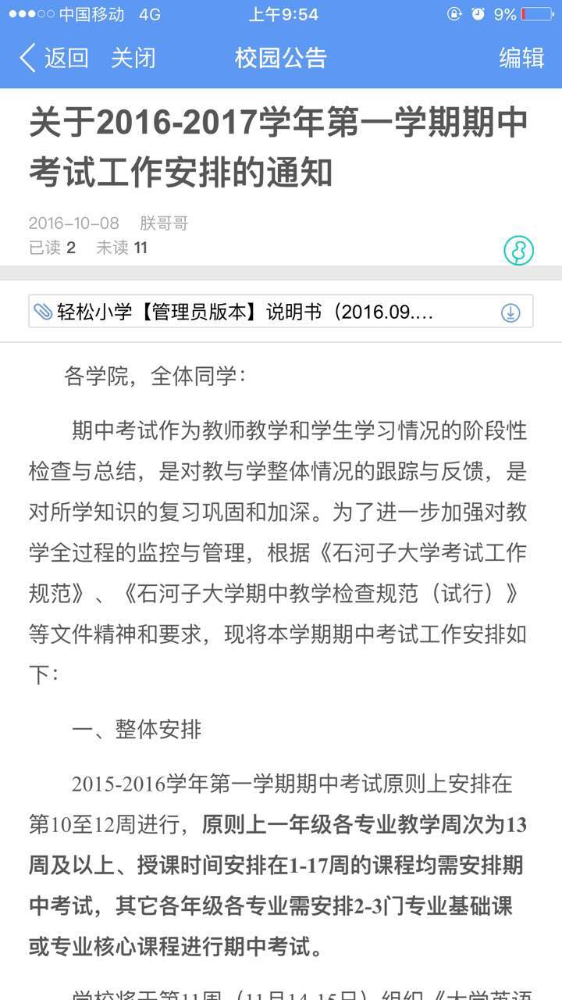 中国移动 4G 上午9:54 9%
返回 关闭 校园公告 编辑
关于2016-2017学年第一学期期中
考试工作安排的通知
2016-10-08 朕哥哥
已读 2 未读 11
轻松小学【管理员版本】说明书（2016.09....
各学院，全体同学：
期中考试作为教师教学和学生学习情况的阶段性
检查与总结，是对教与学整体情况的跟踪与反馈，是
对所学知识的复习巩固和加深。为了进一步加强对教
学全过程的监控与管理，根据《石河子大学考试工作
规范》、《石河子大学期中教学检查规范（试行）》
等文件精神和要求，现将本学期期中考试工作安排如
下：
一、整体安排
2015-2016学年第一学期期中考试原则上安排在
第10至12周进行，原则上一年级各专业教学周次为13
周及以上、授课时间安排在1-17周的课程均需安排期
中考试，其它各年级各专业需安排2-3门专业基础课
或专业核心课程进行期中考试。
学校将于第11周（11月14-15日）组织《大学英语